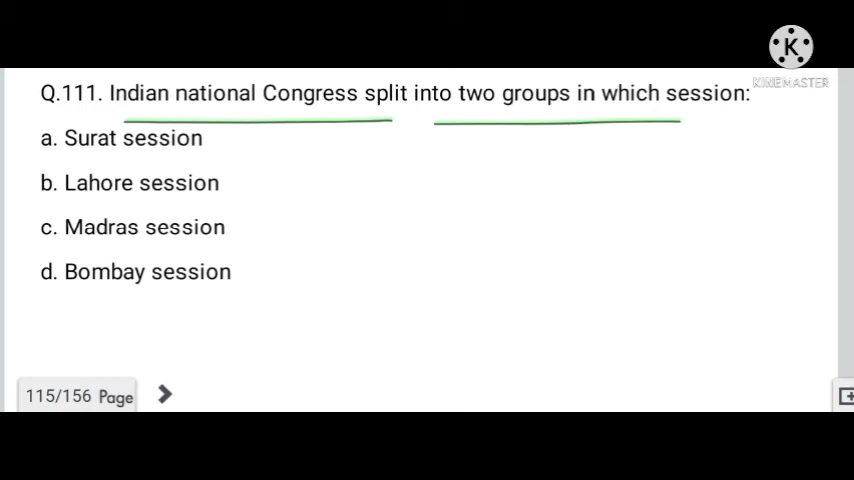 K
KINEMASTER
Q.111. Indian national Congress split into two groups in which session:
a. Surat session
b. Lahore session
c. Madras session
d. Bombay session
115/156 Page